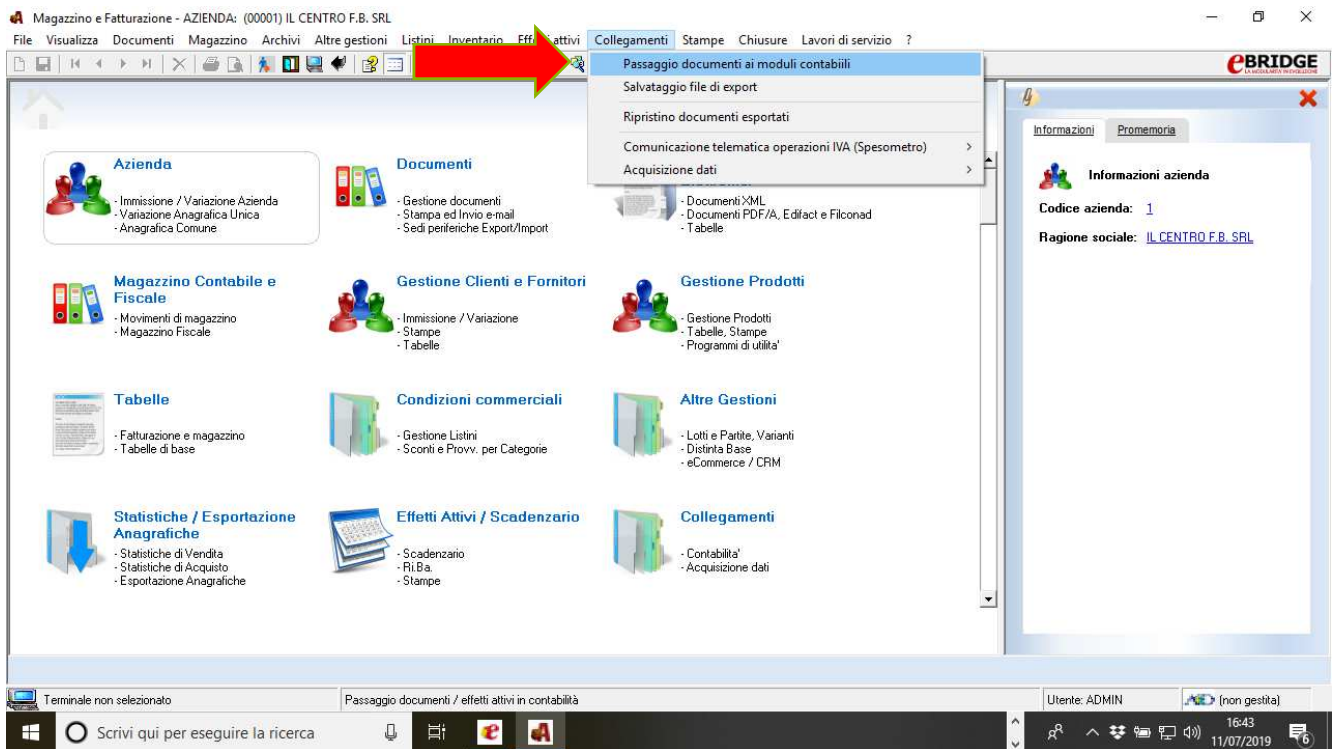 Magazzino e Fatturazione - AZIENDA: (00001) IL CENTRO F.B. SRL
File Visualizza Documenti Magazzino Archivi Altre gestioni Listini Inventario Effetti attivi Collegamenti Stampe Chiusure Lavori di servizio ?
Passaggio documenti ai moduli contabiili
Salvataggio file di export
Ripristino documenti esportati
Comunicazione telematica operazioni IVA (Spesometro)
Acquisizione dati
eBRIDGE
Azienda
- Immissione / Variazione Azienda
- Variazione Anagrafica Unica
- Anagrafica Comune
Documenti
- Gestione documenti
- Stampa ed Invio e-mail
- Sedi periferiche Export/Import
- Documenti XML
- Documenti PDF/A, Edifact e Filconad
- Tabelle
Magazzino Contabile e
Fiscale
- Movimenti di magazzino
- Magazzino Fiscale
Gestione Clienti e Fornitori
- Immissione / Variazione
- Stampe
- Tabelle
Gestione Prodotti
- Gestione Prodotti
- Tabelle, Stampe
- Programmi di utilita'
Tabelle
- Fatturazione e magazzino
- Tabelle di base
Condizioni commerciali
- Gestione Listini
- Sconti e Provv. per Categorie
Altre Gestioni
- Lotti e Partite, Varianti
- Distinta Base
- eCommerce / CRM
Statistiche / Esportazione
Anagrafiche
- Statistiche di Vendita
- Statistiche di Acquisto
- Esportazione Anagrafiche
Effetti Attivi / Scadenzario
- Scadenzario
- Ri.Ba.
- Stampe
Collegamenti
- Contabilita'
- Acquisizione dati
Informazioni Promemoria
Informazioni azienda
Codice azienda: 1
Ragione sociale: IL CENTRO F.B. SRL
Terminale non selezionato
Passaggio documenti / effetti attivi in contabilità
Utente: ADMIN
(non gestita)
Scrivi qui per eseguire la ricerca
16:43
11/07/2019
6